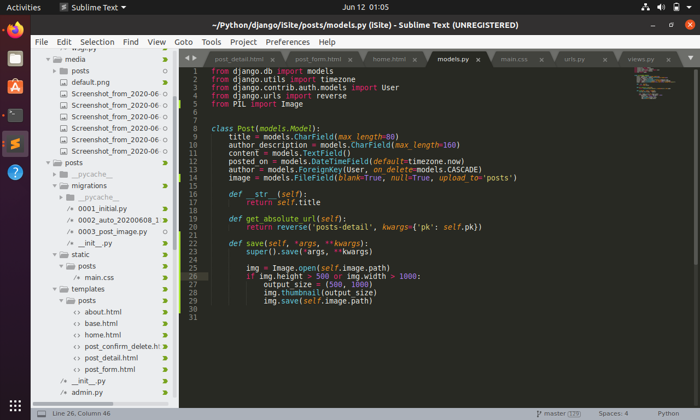 Activities
Sublime Text
Jun 12 01:05
~/Python/django/iSite/posts/models.py (iSite) - Sublime Text (UNREGISTERED)
File Edit Selection Find View Goto Tools Project Preferences Help
media
posts
default.png
Screenshot_from_2020-06
Screenshot_from_2020-06
Screenshot_from_2020-06
Screenshot_from_2020-06
Screenshot_from_2020-06
posts
__pycache__
migrations
__pycache__
0001_initial.py
0002_auto_20200608_1
0003_post_image.py
__init__.py
static
posts
main.css
templates
posts
about.html
base.html
home.html
post_confirm_delete.ht
post_detail.html
post_form.html
__init__.py
admin.py
post_detail.html post_form.html home.html models.py main.css urls.py views.py
1 from django.db import models
2 from django.utils import timezone
3 from django.contrib.auth.models import User
4 from django.urls import reverse
5 from PIL import Image
6
7
8 class Post(models.Model):
9 title = models.CharField(max_length=80)
10 author_description = models.CharField(max_length=160)
11 content = models.TextField()
12 posted_on = models.DateTimeField(default=timezone.now)
13 author = models.ForeignKey(User, on_delete=models.CASCADE)
14 image = models.FileField(blank=True, null=True, upload_to='posts')
15
16 def __str__(self):
17 return self.title
18
19 def get_absolute_url(self):
20 return reverse('posts-detail', kwargs={'pk': self.pk})
21
22 def save(self, *args, **kwargs):
23 super().save(*args, **kwargs)
24
25 img = Image.open(self.image.path)
26 if img.height > 500 or img.width > 1000:
27 output_size = (500, 1000)
28 img.thumbnail(output_size)
29 img.save(self.image.path)
30
31
Line 26, Column 46
master 128
Spaces: 4
Python